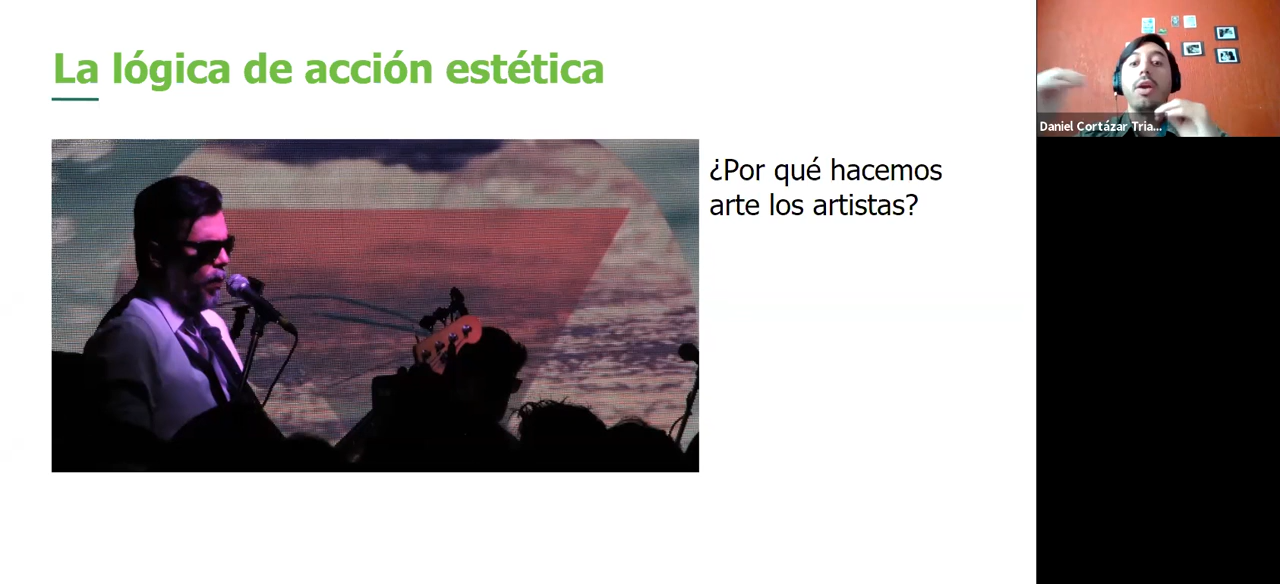 La lógica de acción estética
¿Por qué hacemos
arte los artistas?
Daniel Cortázar Tria...